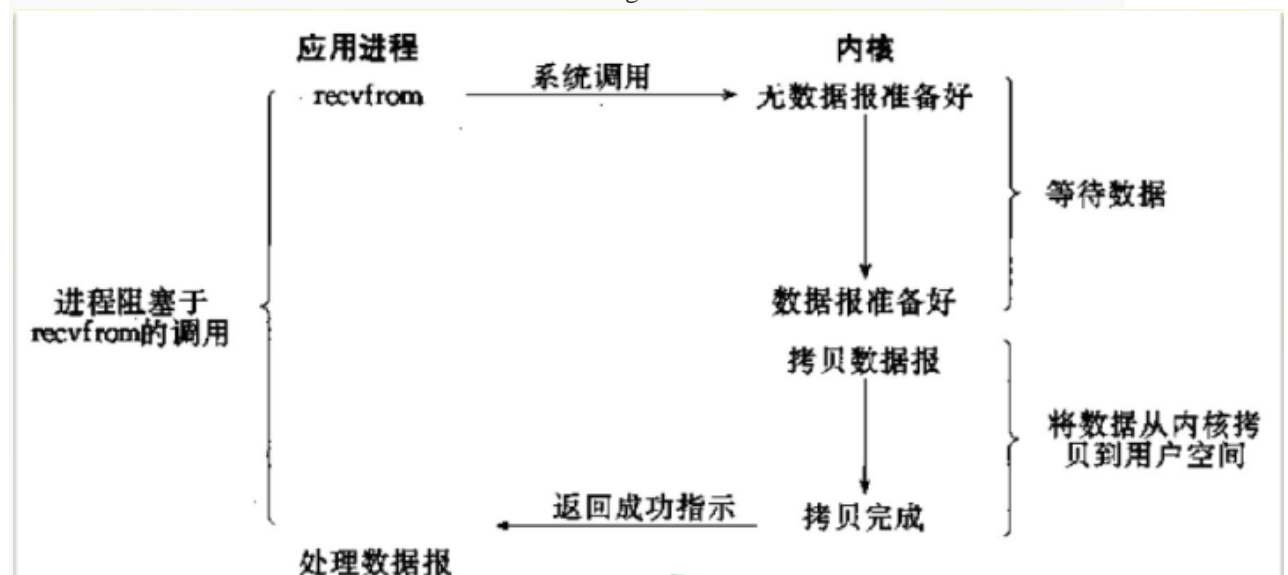 应用进程
内核
recvfrom
系统调用
无数据报准备好
等待数据
进程阻塞于
recvfrom的调用
数据报准备好
拷贝数据报
将数据从内核拷
贝到用户空间
返回成功指示
拷贝完成
处理数据报